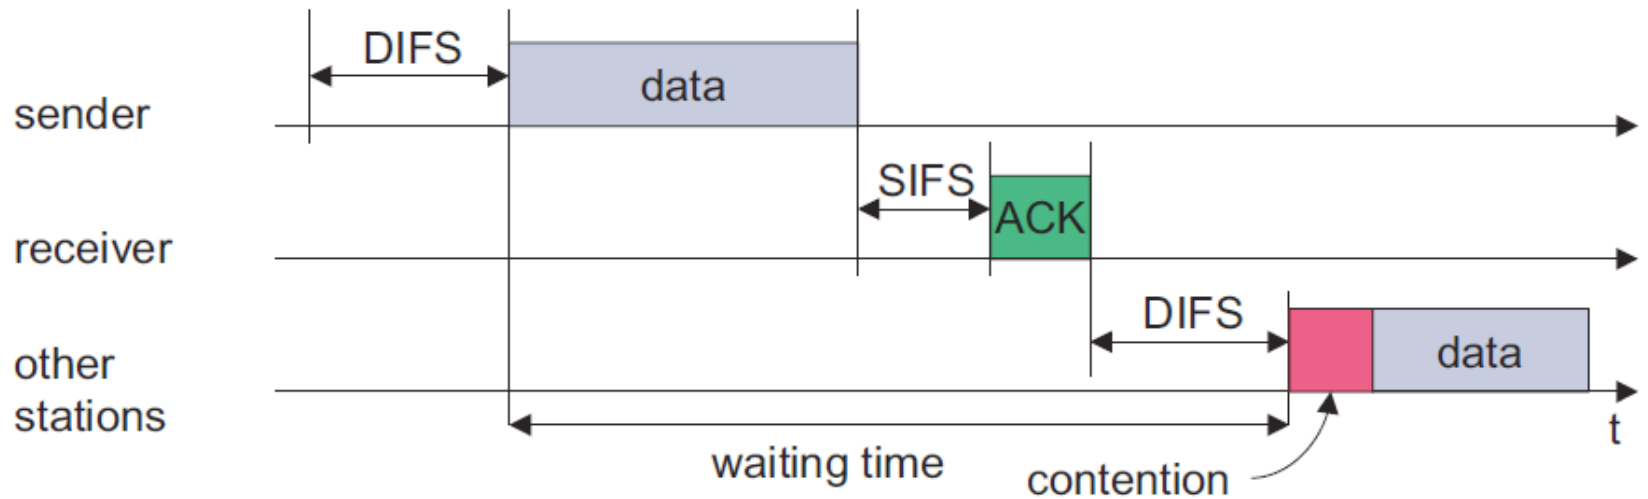 DIFS
data
sender
SIFS
ACK
receiver
DIFS
data
other
stations
t
waiting time
contention